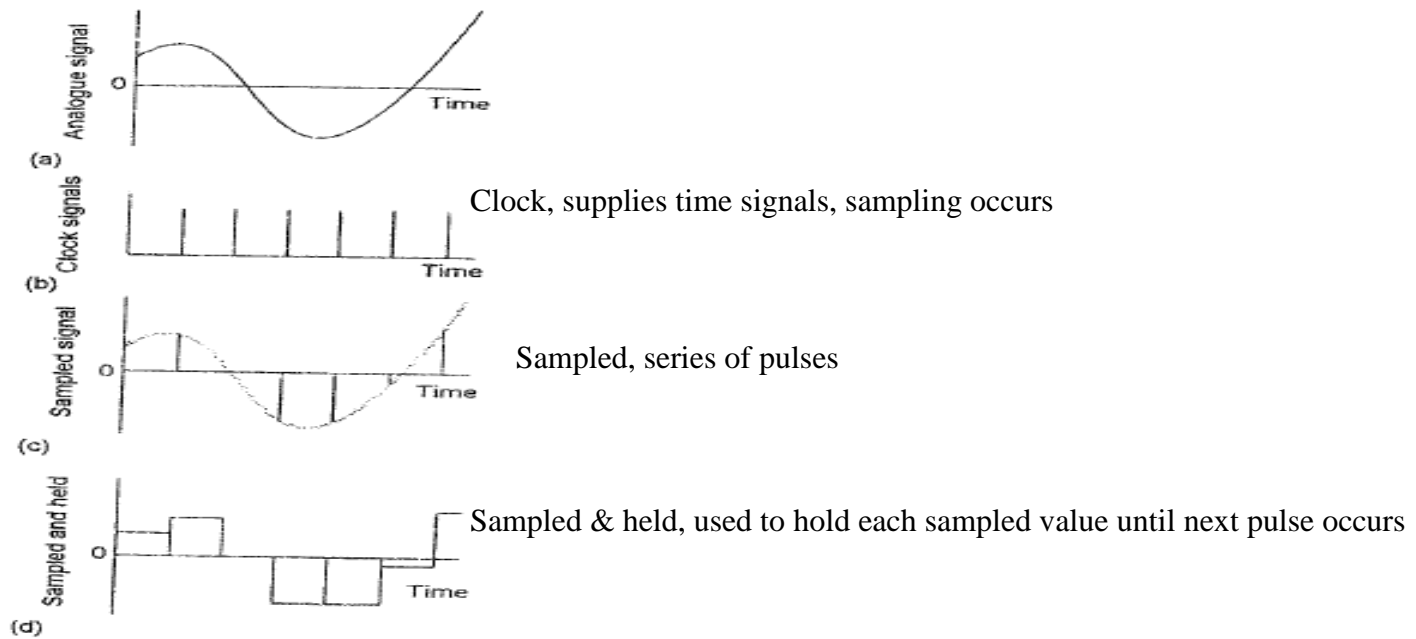 Analogue signal
O
Time
(a)
Clock signals
Clock, supplies time signals, sampling occurs
Time
(b)
Sampled signal
O
Sampled, series of pulses
Time
(c)
Sampled and held
O
Sampled & held, used to hold each sampled value until next pulse occurs
Time
(d)